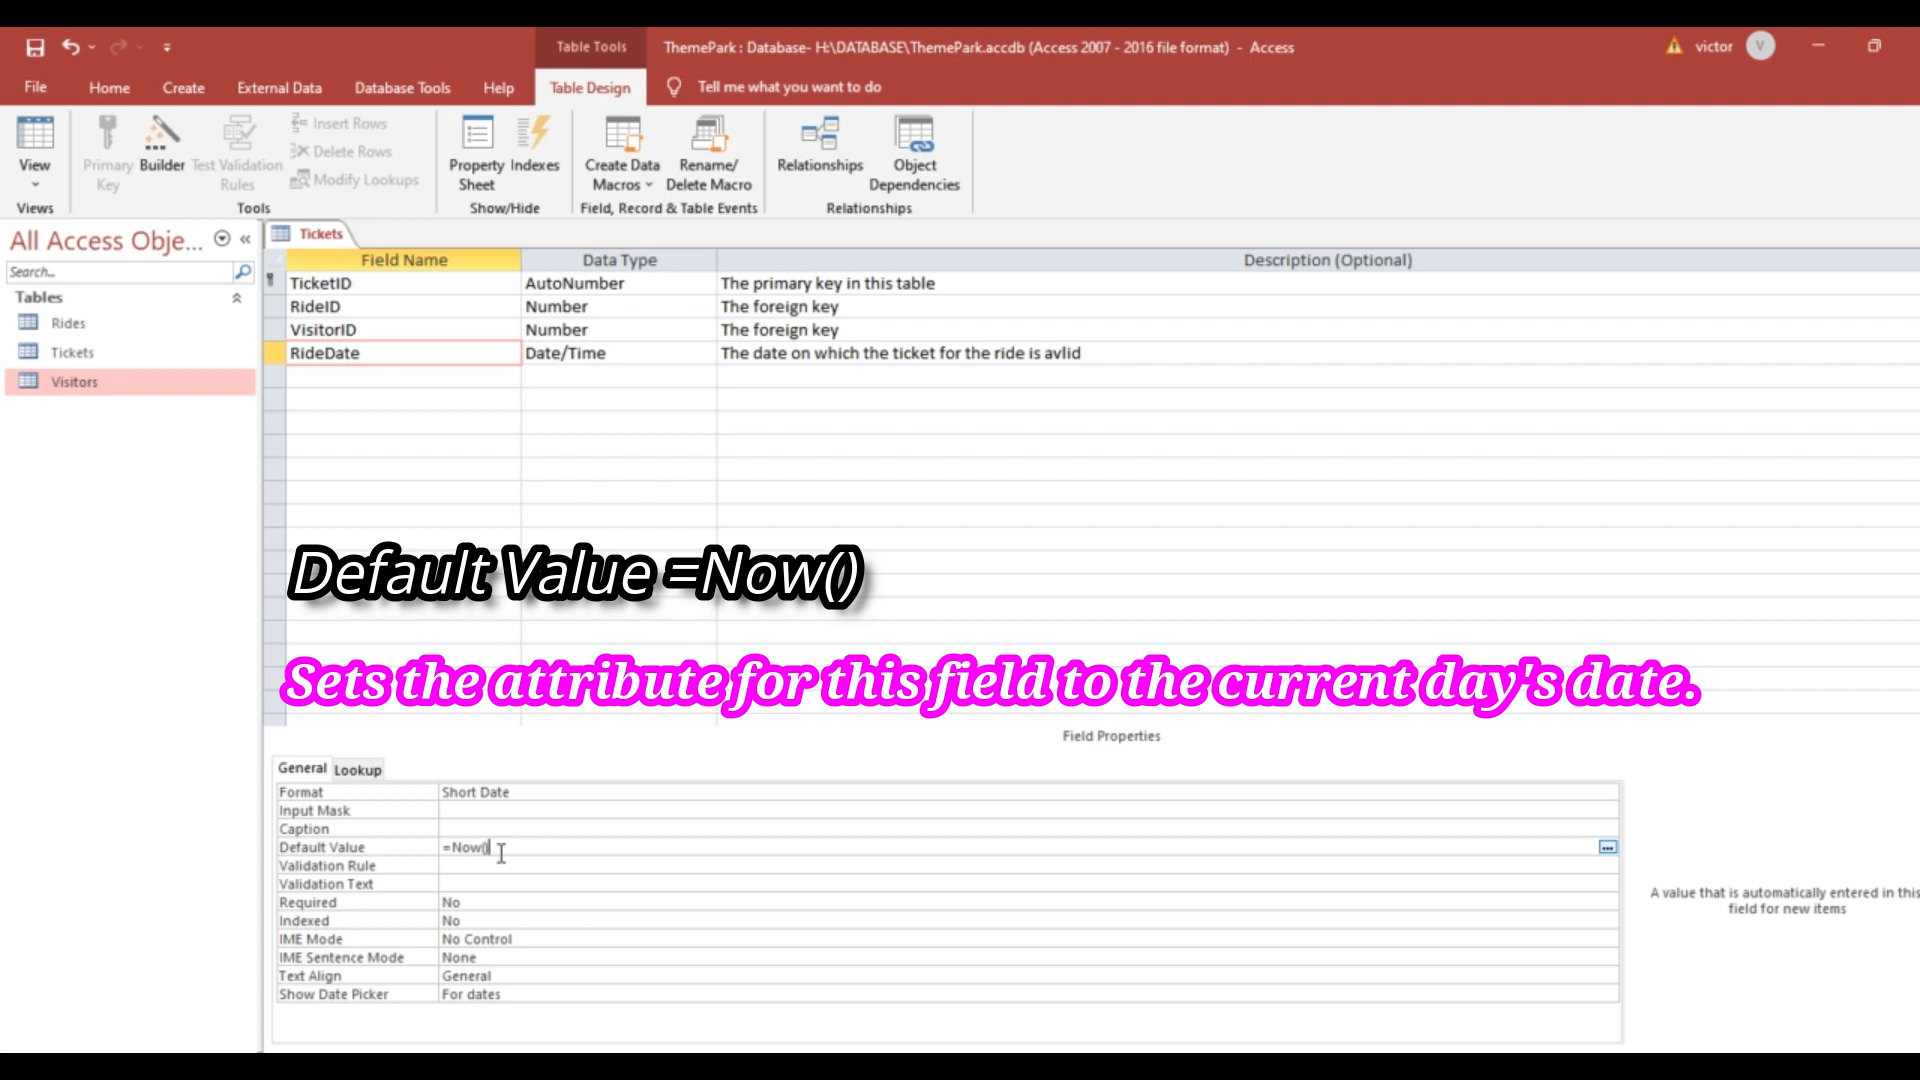 Table Tools
ThemePark : Database- H:\DATABASE\ThemePark.accdb (Access 2007 - 2016 file format) - Access
victor
V
File
Home
Create
External Data
Database Tools
Help
Table Design
Tell me what you want to do
View
Primary Key
Builder
Test Validation Rules
Insert Rows
Delete Rows
Modify Lookups
Property Sheet
Indexes
Create Data Macros
Rename/ Delete Macro
Relationships
Object Dependencies
Views
Tools
Show/Hide
Field, Record & Table Events
Relationships
All Access Obje...
Search...
Tables
Rides
Tickets
Visitors
Tickets
Field Name Data Type Description (Optional)
TicketID AutoNumber The primary key in this table
RideID Number The foreign key
VisitorID Number The foreign key
RideDate Date/Time The date on which the ticket for the ride is avlid
Default Value =Now()
Sets the attribute for this field to the current day's date.
Field Properties
General Lookup
Format Short Date
Input Mask
Caption
Default Value =Now()
Validation Rule
Validation Text
Required No
Indexed No
IME Mode No Control
IME Sentence Mode None
Text Align General
Show Date Picker For dates
A value that is automatically entered in this
field for new items